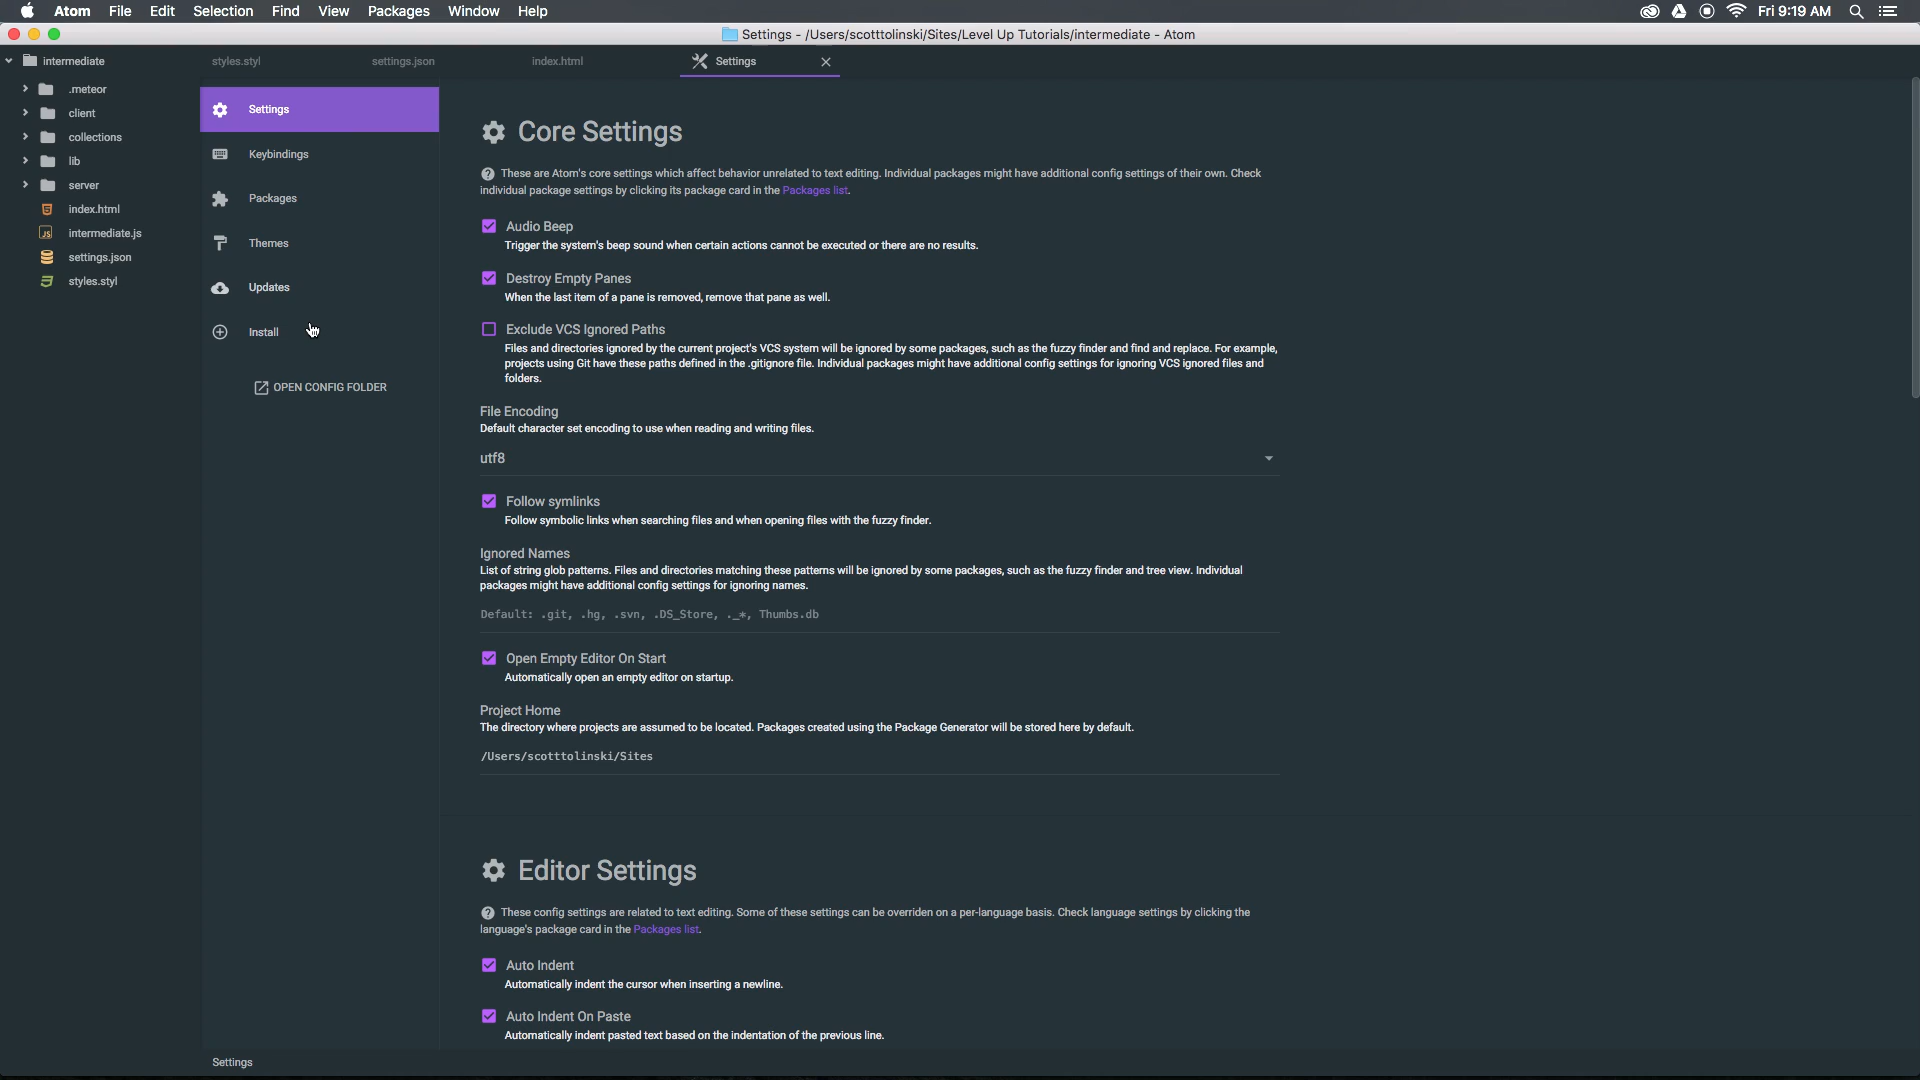 Atom File Edit Selection Find View Packages Window Help Fri 9:19 AM
Settings - /Users/scotttolinski/Sites/Level Up Tutorials/intermediate - Atom
intermediate
.meteor
client
collections
lib
server
index.html
intermediate.js
settings.json
styles.styl
styles.styl settings.json index.html Settings
Settings
Keybindings
Packages
Themes
Updates
Install
OPEN CONFIG FOLDER
Core Settings
These are Atom's core settings which affect behavior unrelated to text editing. Individual packages might have additional config settings of their own. Check
individual package settings by clicking its package card in the Packages list.
Audio Beep
Trigger the system's beep sound when certain actions cannot be executed or there are no results.
Destroy Empty Panes
When the last item of a pane is removed, remove that pane as well.
Exclude VCS Ignored Paths
Files and directories ignored by the current project's VCS system will be ignored by some packages, such as the fuzzy finder and find and replace. For example,
projects using Git have these paths defined in the .gitignore file. Individual packages might have additional config settings for ignoring VCS ignored files and
folders.
File Encoding
Default character set encoding to use when reading and writing files.
utf8
Follow symlinks
Follow symbolic links when searching files and when opening files with the fuzzy finder.
Ignored Names
List of string glob patterns. Files and directories matching these patterns will be ignored by some packages, such as the fuzzy finder and tree view. Individual
packages might have additional config settings for ignoring names.
Default: .git, .hg, .svn, .DS_Store, ._*, Thumbs.db
Open Empty Editor On Start
Automatically open an empty editor on startup.
Project Home
The directory where projects are assumed to be located. Packages created using the Package Generator will be stored here by default.
/Users/scotttolinski/Sites
Editor Settings
These config settings are related to text editing. Some of these settings can be overriden on a per-language basis. Check language settings by clicking the
language's package card in the Packages list.
Auto Indent
Automatically indent the cursor when inserting a newline.
Auto Indent On Paste
Automatically indent pasted text based on the indentation of the previous line.
Settings